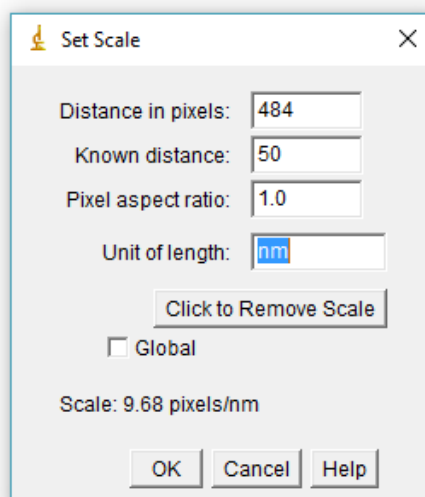 Set Scale
Distance in pixels: 484
Known distance: 50
Pixel aspect ratio: 1.0
Unit of length: nm
Click to Remove Scale
Global
Scale: 9.68 pixels/nm
OK Cancel Help